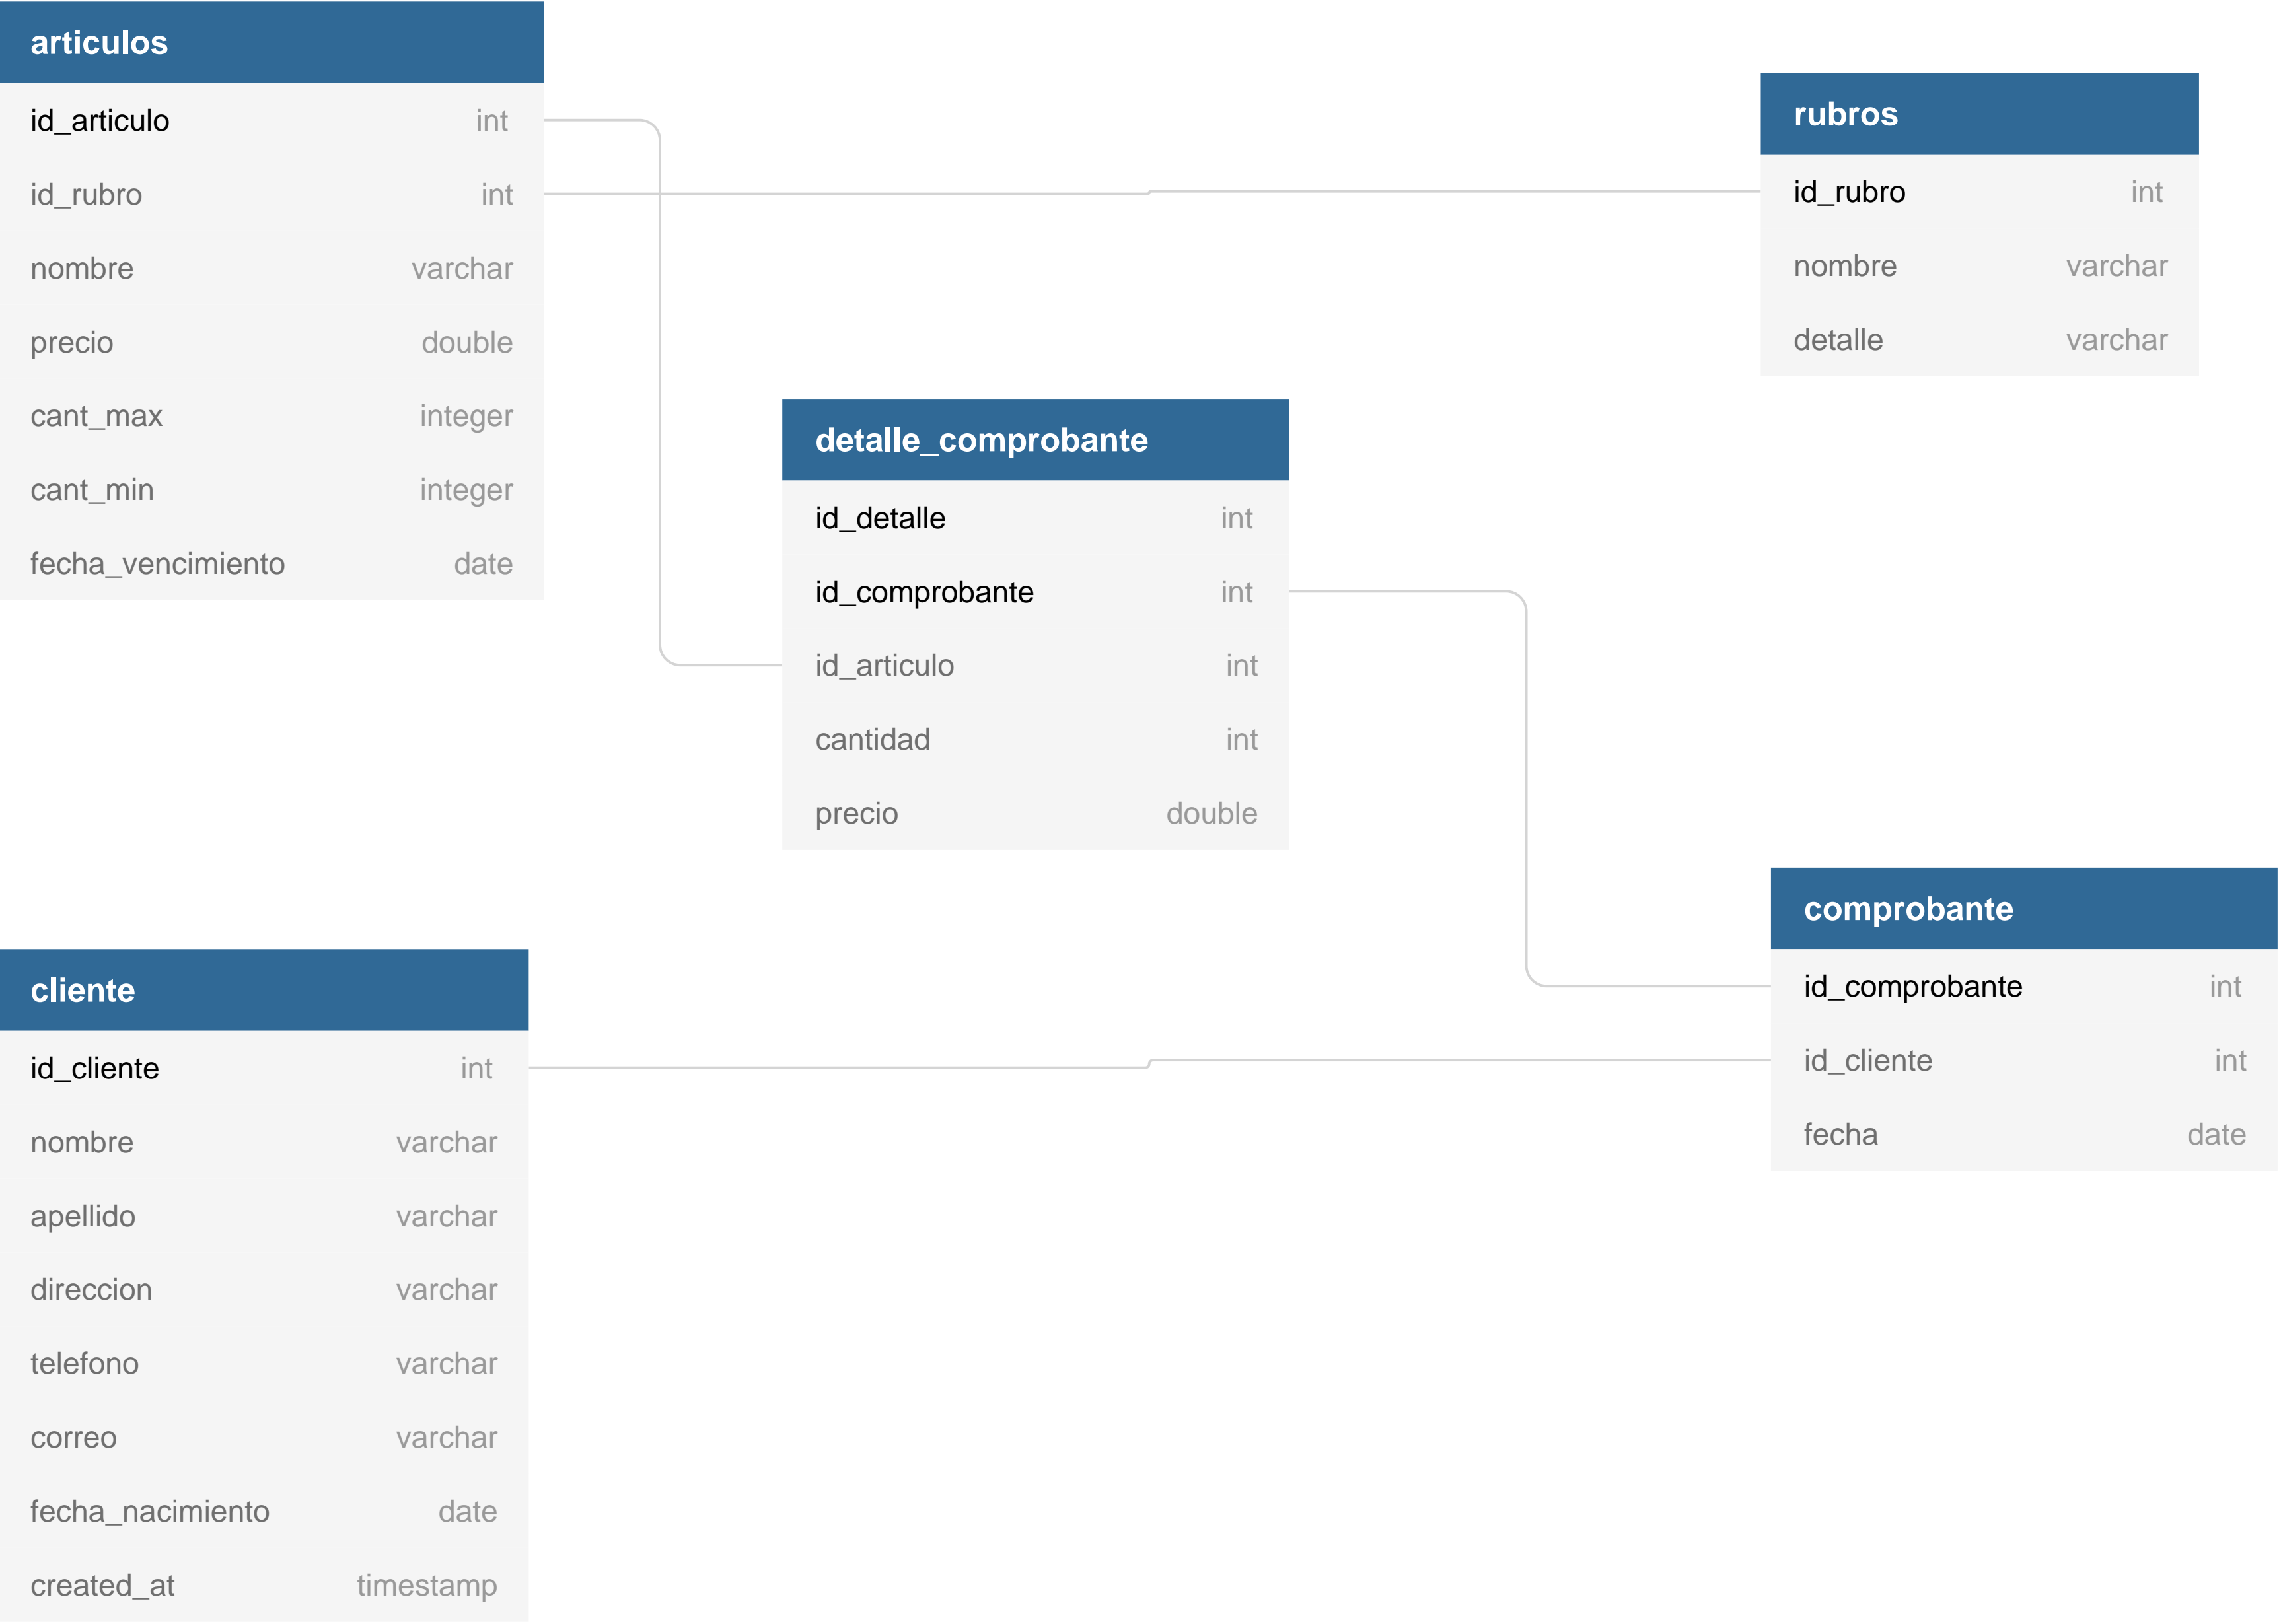 articulos
id_articulo int
id_rubro int
nombre varchar
precio double
cant_max integer
cant_min integer
fecha_vencimiento date
rubros
id_rubro int
nombre varchar
detalle varchar
detalle_comprobante
id_detalle int
id_comprobante int
id_articulo int
cantidad int
precio double
comprobante
id_comprobante int
id_cliente int
fecha date
cliente
id_cliente int
nombre varchar
apellido varchar
direccion varchar
telefono varchar
correo varchar
fecha_nacimiento date
created_at timestamp